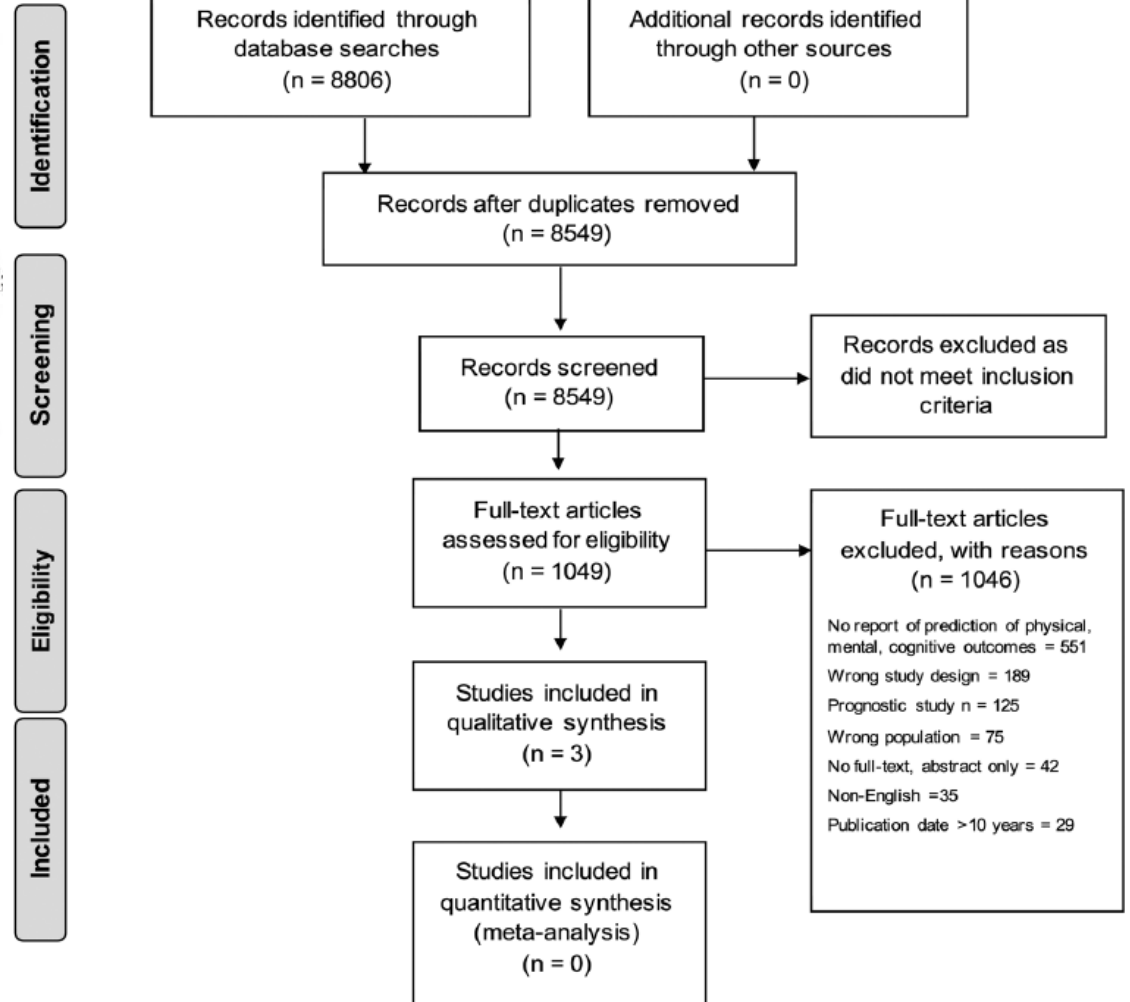 Identification
Records identified through
database searches
(n = 8806)
Additional records identified
through other sources
(n = 0)
Records after duplicates removed
(n = 8549)
Screening
Records screened
(n = 8549)
Records excluded as
did not meet inclusion
criteria
Eligibility
Full-text articles
assessed for eligibility
(n = 1049)
Full-text articles
excluded, with reasons
(n = 1046)
No report of prediction of physical,
mental, cognitive outcomes = 551
Wrong study design = 189
Prognostic study n = 125
Wrong population = 75
No full-text, abstract only = 42
Non-English =35
Publication date >10 years = 29
Included
Studies included in
qualitative synthesis
(n = 3)
Studies included in
quantitative synthesis
(meta-analysis)
(n = 0)